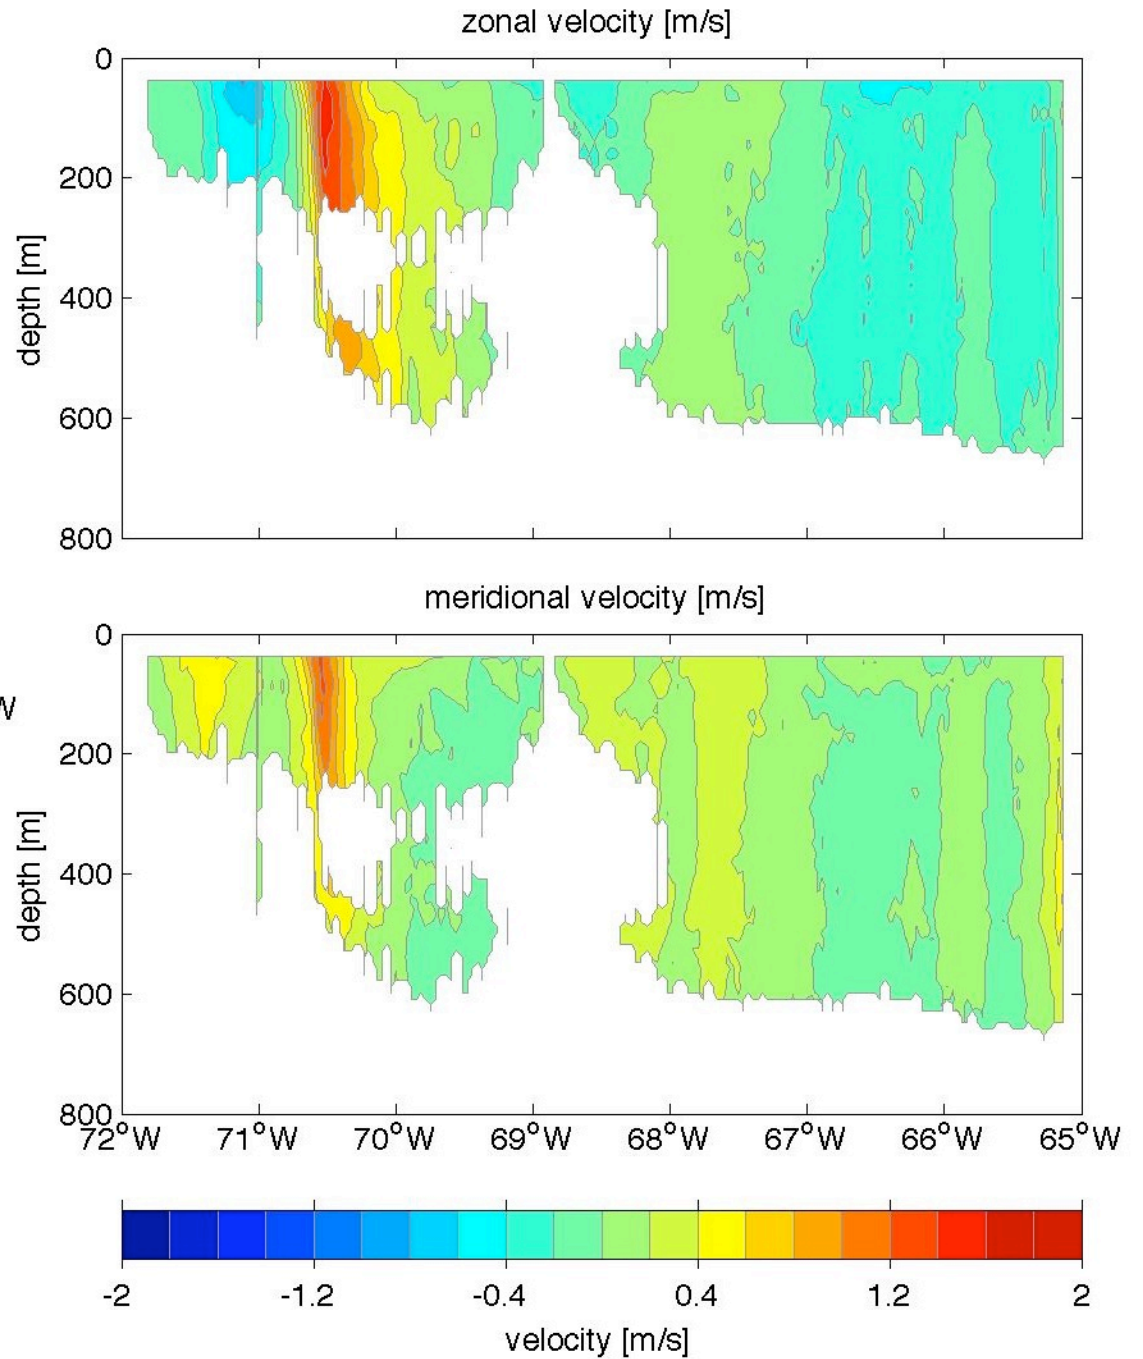 zonal velocity [m/s]
0
200
400
600
800
depth [m]
meridional velocity [m/s]
W
0
200
400
600
800
depth [m]
72°W 71°W 70°W 69°W 68°W 67°W 66°W 65°W
-2 -1.2 -0.4 0.4 1.2 2
velocity [m/s]